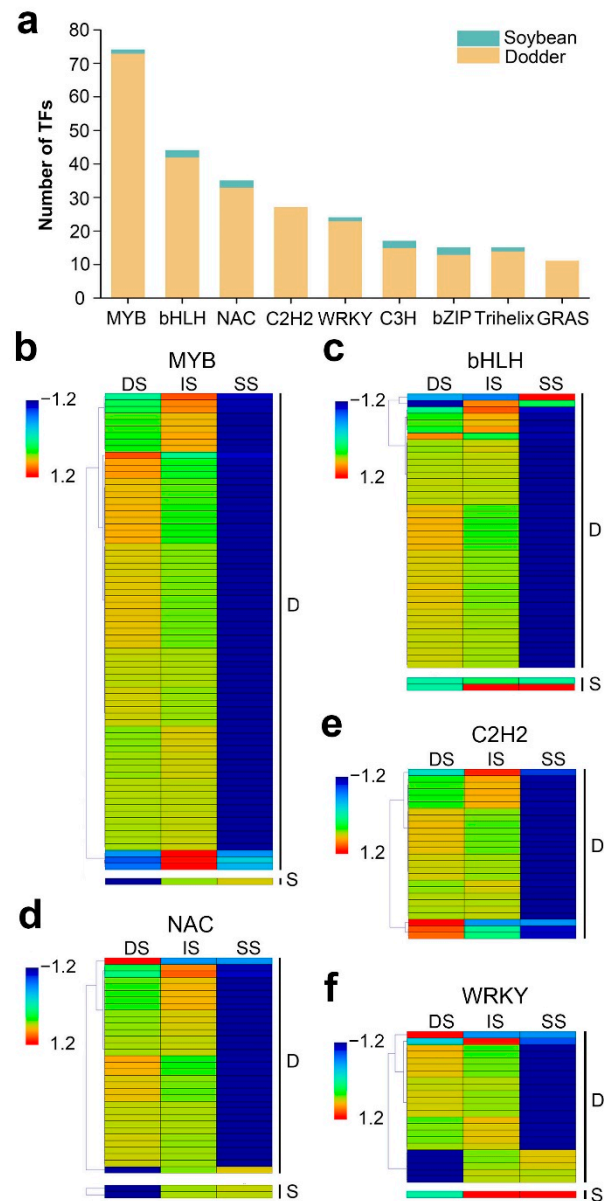 a
Number of TFs
80
70
60
50
40
30
20
10
0
Soybean
Dodder
MYB bHLH NAC C2H2 WRKY C3H bZIP Trihelix GRAS
b
MYB
DS IS SS
−1.2
1.2
D
S
c
bHLH
DS IS SS
−1.2
1.2
D
S
d
NAC
DS IS SS
−1.2
1.2
D
S
e
C2H2
DS IS SS
−1.2
1.2
D
f
WRKY
DS IS SS
−1.2
1.2
D
S